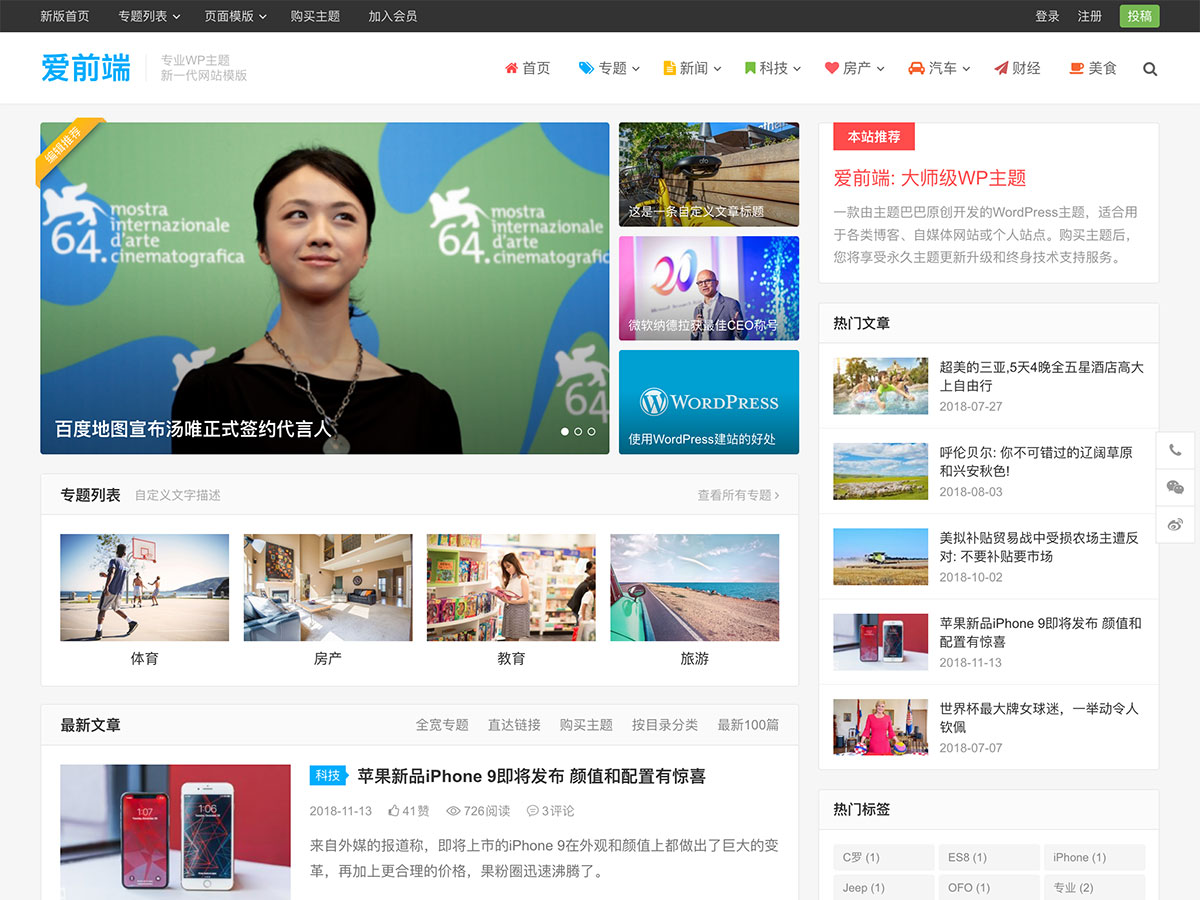 新版首页 专题列表 页面模版 购买主题 加入会员 登录 注册 投稿
爱前端
专业WP主题
新一代网站模版
首页 专题 新闻 科技 房产 汽车 财经 美食
编辑推荐
mostra
internazionale
d'arte
cinematografica
64.
mostra
internazionale
d'arte
cinematografic
64.
64
百度地图宣布汤唯正式签约代言人
ofo
这是一条自定义文章标题
20
微软纳德拉获最佳CEO称号
WORDPRESS
使用WordPress建站的好处
本站推荐
爱前端: 大师级WP主题
一款由主题巴巴原创开发的WordPress主题，适合用
于各类博客、自媒体网站或个人站点。购买主题后，
您将享受永久主题更新升级和终身技术支持服务。
热门文章
超美的三亚,5天4晚全五星酒店高大
上自由行
2018-07-27
呼伦贝尔: 你不可错过的辽阔草原
和兴安秋色!
2018-08-03
美拟补贴贸易战中受损农场主遭反
对: 不要补贴要市场
2018-10-02
苹果新品iPhone 9即将发布 颜值和
配置有惊喜
2018-11-13
世界杯最大牌女球迷，一举动令人
钦佩
2018-07-07
热门标签
C罗 (1) ES8 (1) iPhone (1)
Jeep (1) OFO (1) 专业 (2)
专题列表 自定义文字描述 查看所有专题
体育 房产 教育 旅游
最新文章 全宽专题 直达链接 购买主题 按目录分类 最新100篇
1:07
1:06
科技 苹果新品iPhone 9即将发布 颜值和配置有惊喜
2018-11-13 41赞 726阅读 3评论
来自外媒的报道称，即将上市的iPhone 9在外观和颜值上都做出了巨大的变
革，再加上更合理的价格，果粉圈迅速沸腾了。